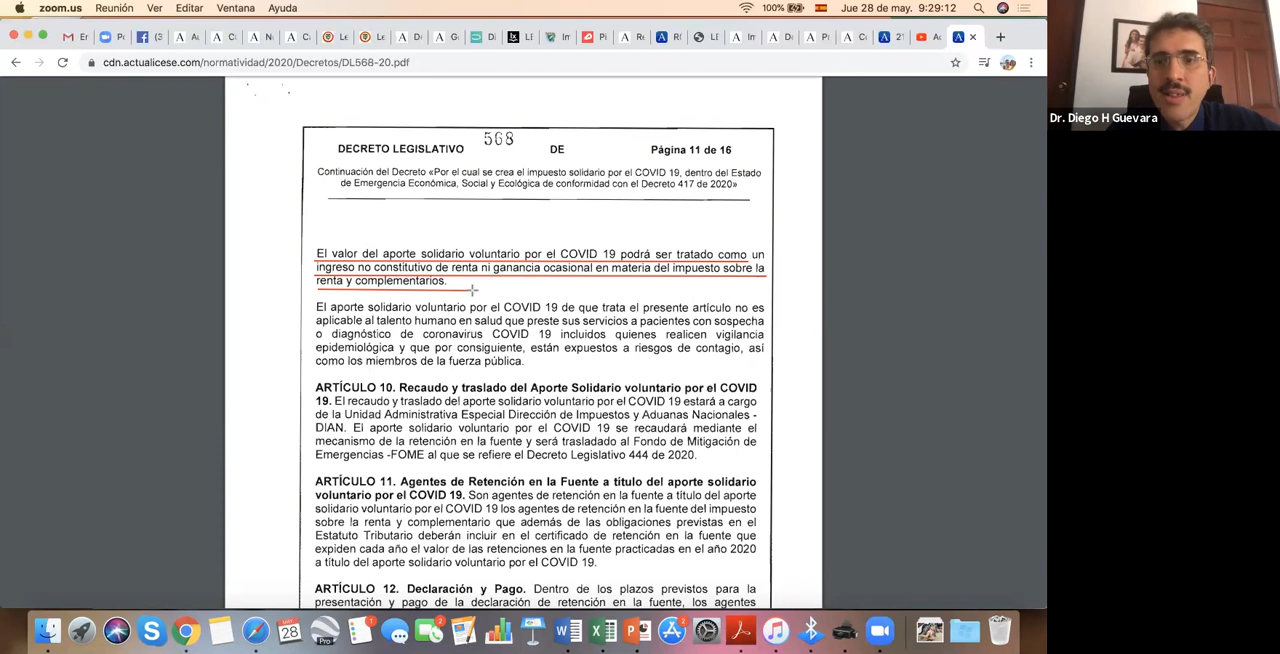 zoom.us Reunión Ver Editar Ventana Ayuda
100% Jue 28 de may. 9:29:12
cdn.actualicese.com/normatividad/2020/Decretos/DL568-20.pdf
Dr. Diego H Guevara
568
DECRETO LEGISLATIVO DE Página 11 de 16
Continuación del Decreto «Por el cual se crea el impuesto solidario por el COVID 19, dentro del Estado
de Emergencia Económica, Social y Ecológica de conformidad con el Decreto 417 de 2020»
El valor del aporte solidario voluntario por el COVID 19 podrá ser tratado como un
ingreso no constitutivo de renta ni ganancia ocasional en materia del impuesto sobre la
renta y complementarios.
El aporte solidario voluntario por el COVID 19 de que trata el presente artículo no es
aplicable al talento humano en salud que preste sus servicios a pacientes con sospecha
o diagnóstico de coronavirus COVID 19 incluidos quienes realicen vigilancia
epidemiológica y que por consiguiente, están expuestos a riesgos de contagio, así
como los miembros de la fuerza pública.
ARTÍCULO 10. Recaudo y traslado del Aporte Solidario voluntario por el COVID
19. El recaudo y traslado del aporte solidario voluntario por el COVID 19 estará a cargo
de la Unidad Administrativa Especial Dirección de Impuestos y Aduanas Nacionales -
DIAN. El aporte solidario voluntario por el COVID 19 se recaudará mediante el
mecanismo de la retención en la fuente y será trasladado al Fondo de Mitigación de
Emergencias -FOME al que se refiere el Decreto Legislativo 444 de 2020.
ARTÍCULO 11. Agentes de Retención en la Fuente a título del aporte solidario
voluntario por el COVID 19. Son agentes de retención en la fuente a título del aporte
solidario voluntario por el COVID 19 los agentes de retención en la fuente del impuesto
sobre la renta y complementario que además de las obligaciones previstas en el
Estatuto Tributario deberán incluir en el certificado de retención en la fuente que
expiden cada año el valor de las retenciones en la fuente practicadas en el año 2020
a título del aporte solidario voluntario por el COVID 19.
ARTÍCULO 12. Declaración y Pago. Dentro de los plazos previstos para la
presentación y pago de la declaración de retención en la fuente, los agentes